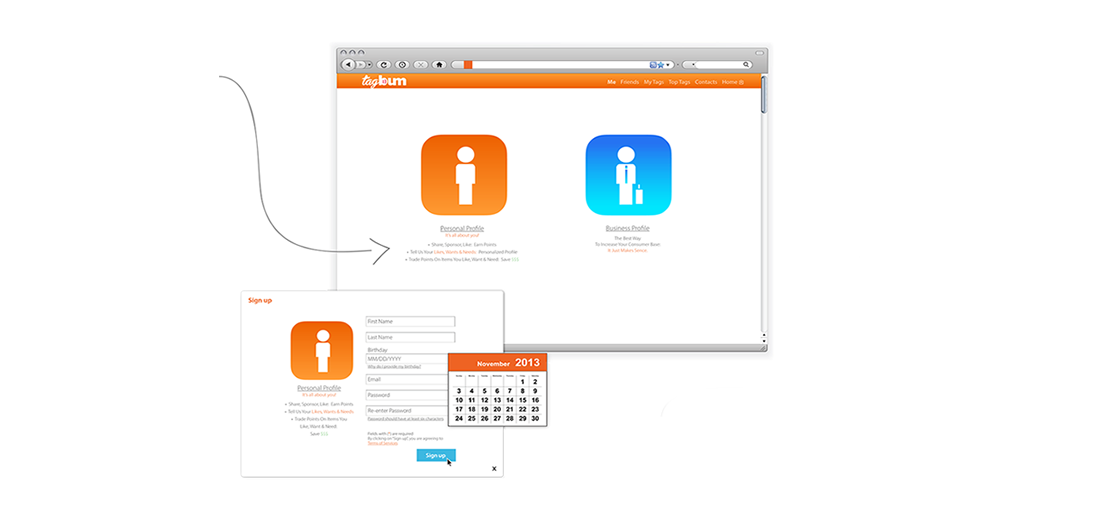 tagbum
Me Friends My Tags Top Tags Contacts Home
Personal Profile
It's all about you!
+ Share, Sponsor, Like: Earn Points
+ Tell Us Your Likes, Wants & Needs: Personalized Profile
+ Trade Points On Items You Like, Want & Need: Save $$$
Business Profile
The Best Way
To Increase Your Consumer Base
It Just Makes Sense.
Sign up
Personal Profile
It's all about you!
+ Share, Sponsor, Like: Earn Points
+ Tell Us Your Likes, Wants & Needs
+ Trade Points On Items You
Like, Want & Need:
Save $$$
First Name
Last Name
Birthday:
MM/DD/YYYY
Why do I provide my birthday?
Email
Password
Re-enter Password
Password should have at least six characters
Fields with (*) are required
By clicking on "Sign up", you are agreeing to
Terms of Services.
Sign up
x
November 2013
1 2
3 4 5 6 7 8 9
10 11 12 13 14 15 16
17 18 19 20 21 22 23
24 25 26 27 28 29 30